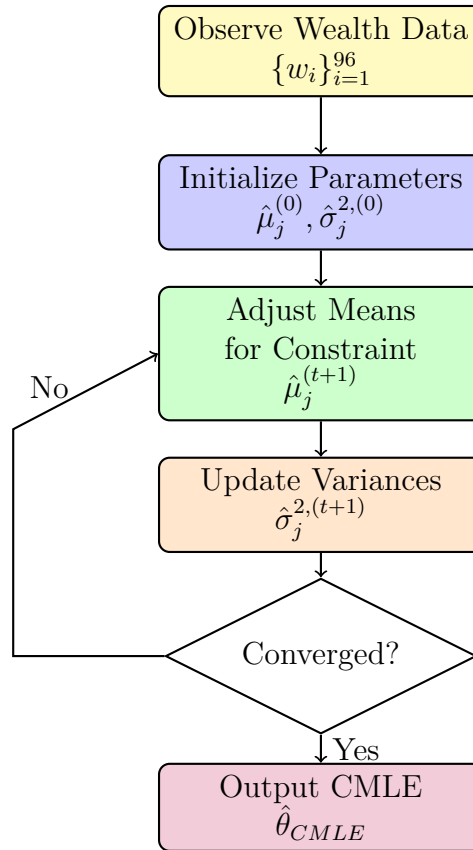 Observe Wealth Data
$\{w_i\}_{i=1}^{96}$
Initialize Parameters
$\hat{\mu}_j^{(0)}, \hat{\sigma}_j^{2,(0)}$
Adjust Means
for Constraint
$\hat{\mu}_j^{(t+1)}$
No
Update Variances
$\hat{\sigma}_j^{2,(t+1)}$
Converged?
Yes
Output CMLE
$\hat{\theta}_{CMLE}$